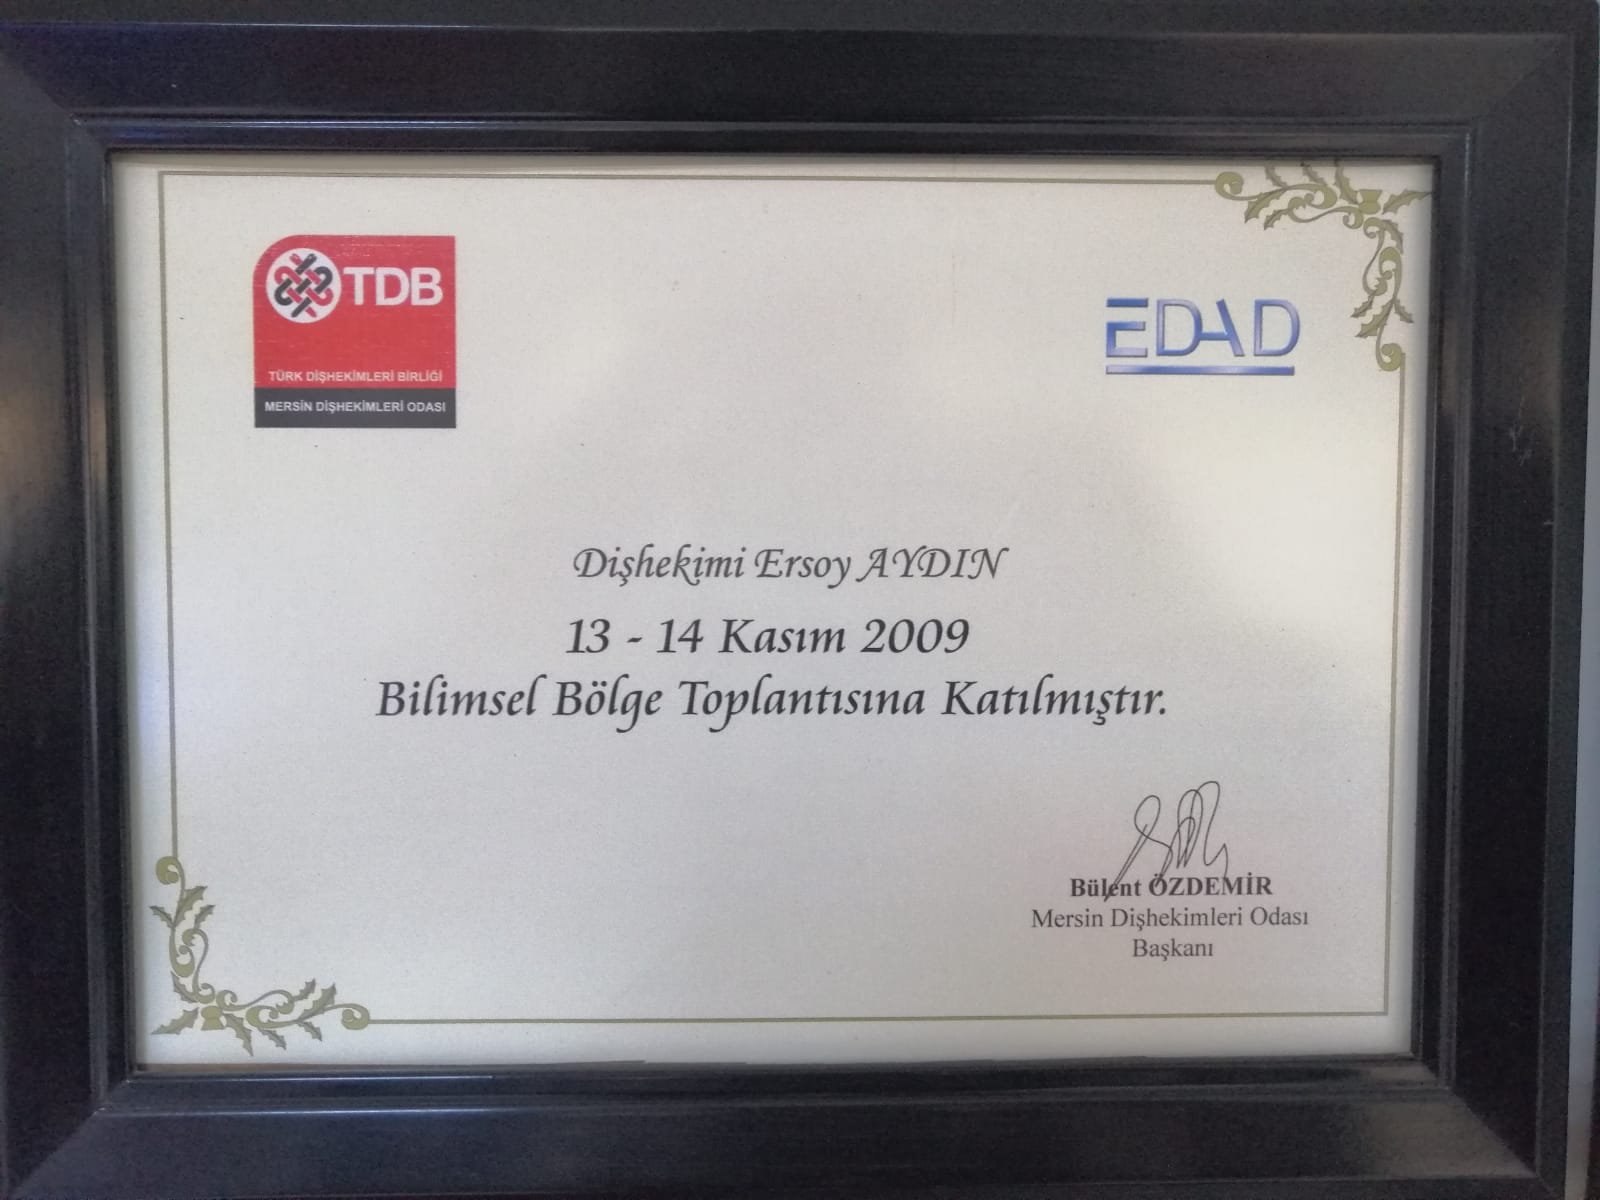 TDB
TÜRK DİŞHEKİMLERİ BİRLİĞİ
MERSİN DİŞHEKİMLERİ ODASI
EDAD
Dişhekimi Ersoy AYDIN
13 - 14 Kasım 2009
Bilimsel Bölge Toplantısına Katılmıştır.
Bülent ÖZDEMİR
Mersin Dişhekimleri Odası
Başkanı